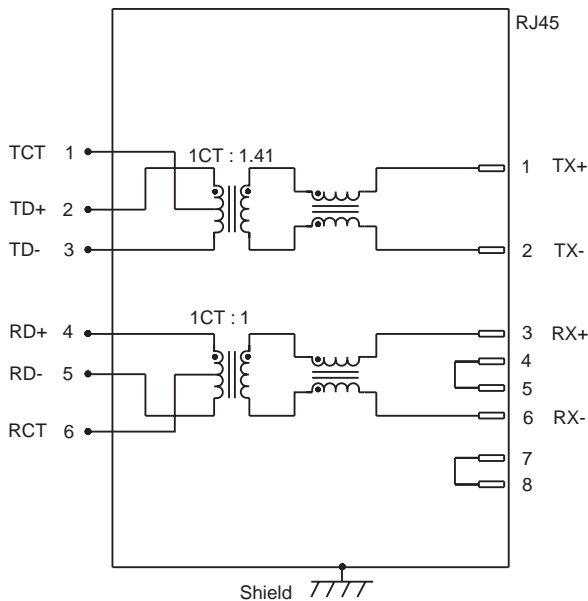 RJ45
TCT 1
1CT : 1.41
1 TX+
TD+ 2
TD- 3
2 TX-
1CT : 1
RD+ 4
3 RX+
4
RD- 5
5
6 RX-
RCT 6
7
8
Shield